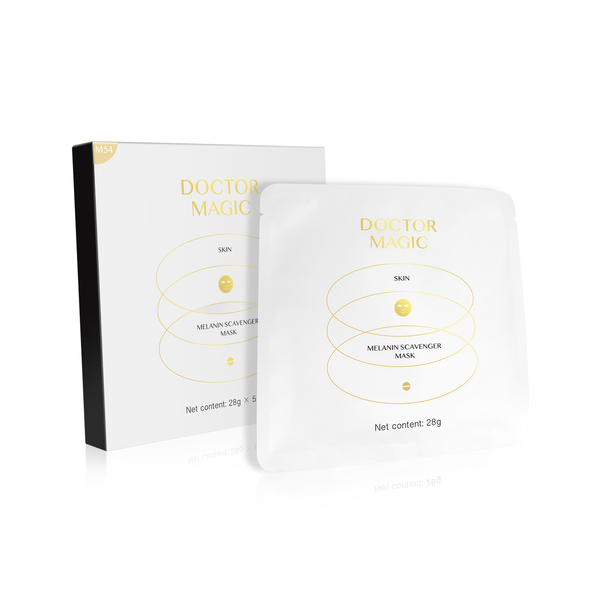 M54
DOCTOR
MAGIC
SKIN
MELANIN SCAVENGER
MASK
Net content: 28g × 5
DOCTOR
MAGIC
SKIN
MELANIN SCAVENGER
MASK
Net content: 28g